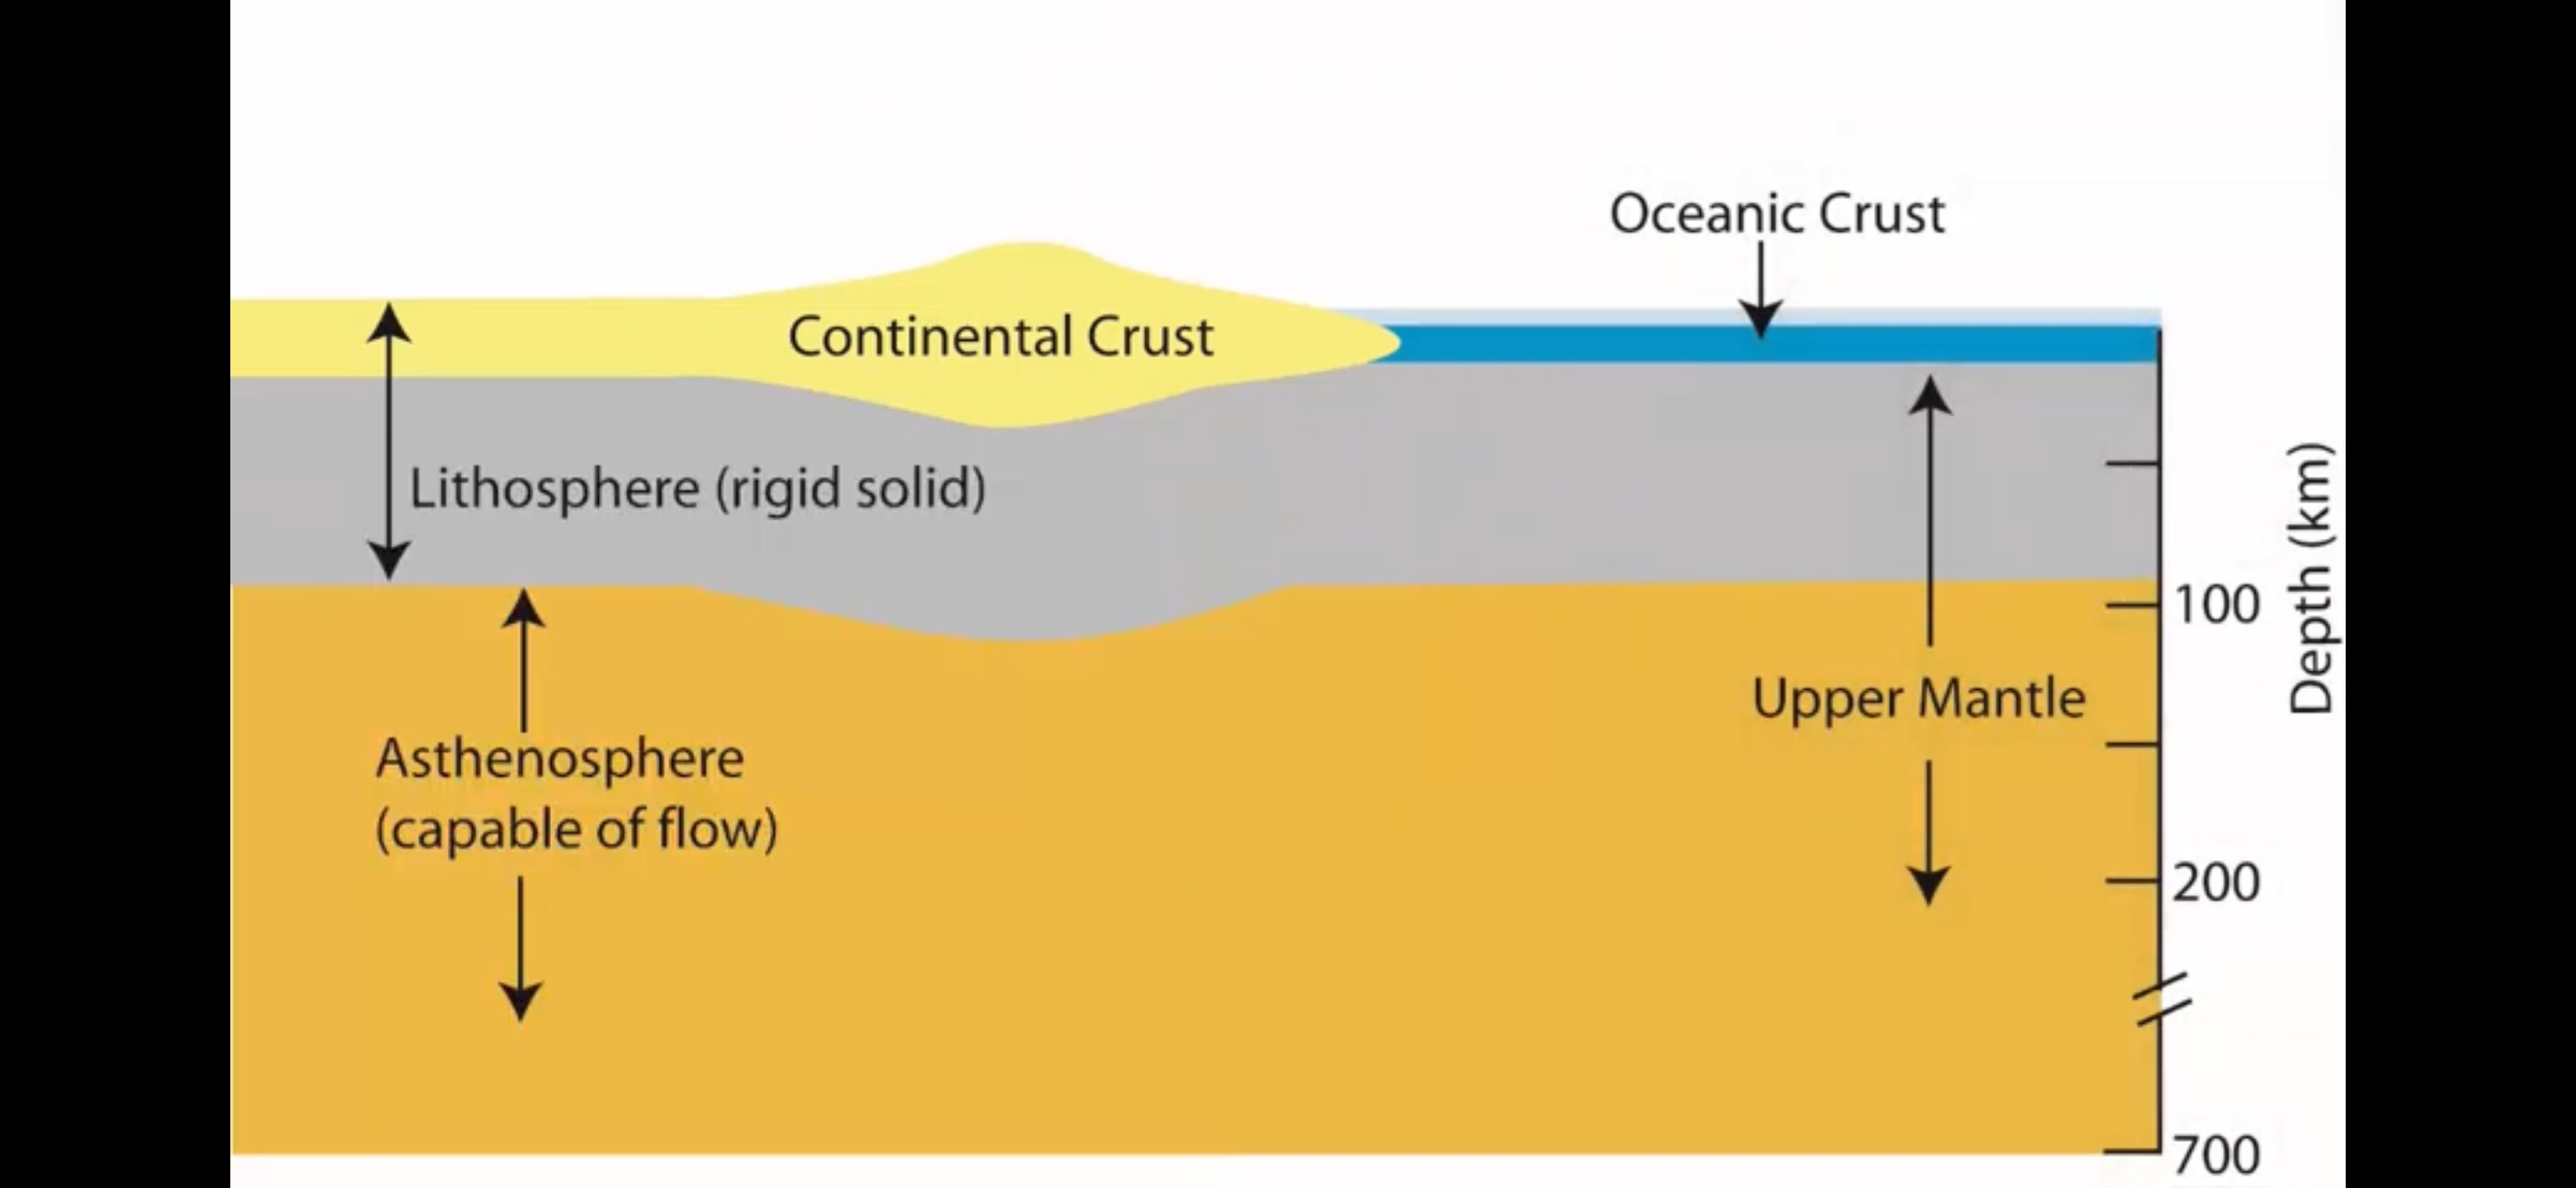 Oceanic Crust
Continental Crust
Lithosphere (rigid solid)
Depth (km)
100
Upper Mantle
Asthenosphere
(capable of flow)
200
700